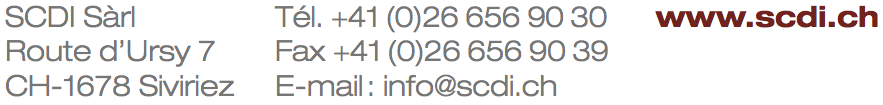 SCDI Sàrl
Route d’Ursy 7
CH-1678 Siviriez
Tél. +41 (0)26 656 90 30
Fax +41 (0)26 656 90 39
E-mail : info@scdi.ch
www.scdi.ch